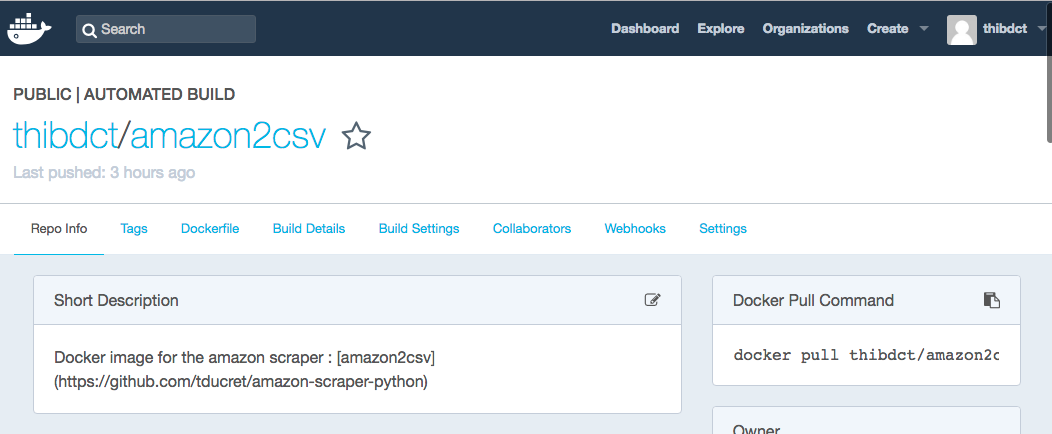 Search
Dashboard Explore Organizations Create thibdct
PUBLIC | AUTOMATED BUILD
thibdct/amazon2csv
Last pushed: 3 hours ago
Repo Info Tags Dockerfile Build Details Build Settings Collaborators Webhooks Settings
Short Description
Docker image for the amazon scraper : [amazon2csv]
(https://github.com/tducret/amazon-scraper-python)
Docker Pull Command
docker pull thibdct/amazon2c
Owner